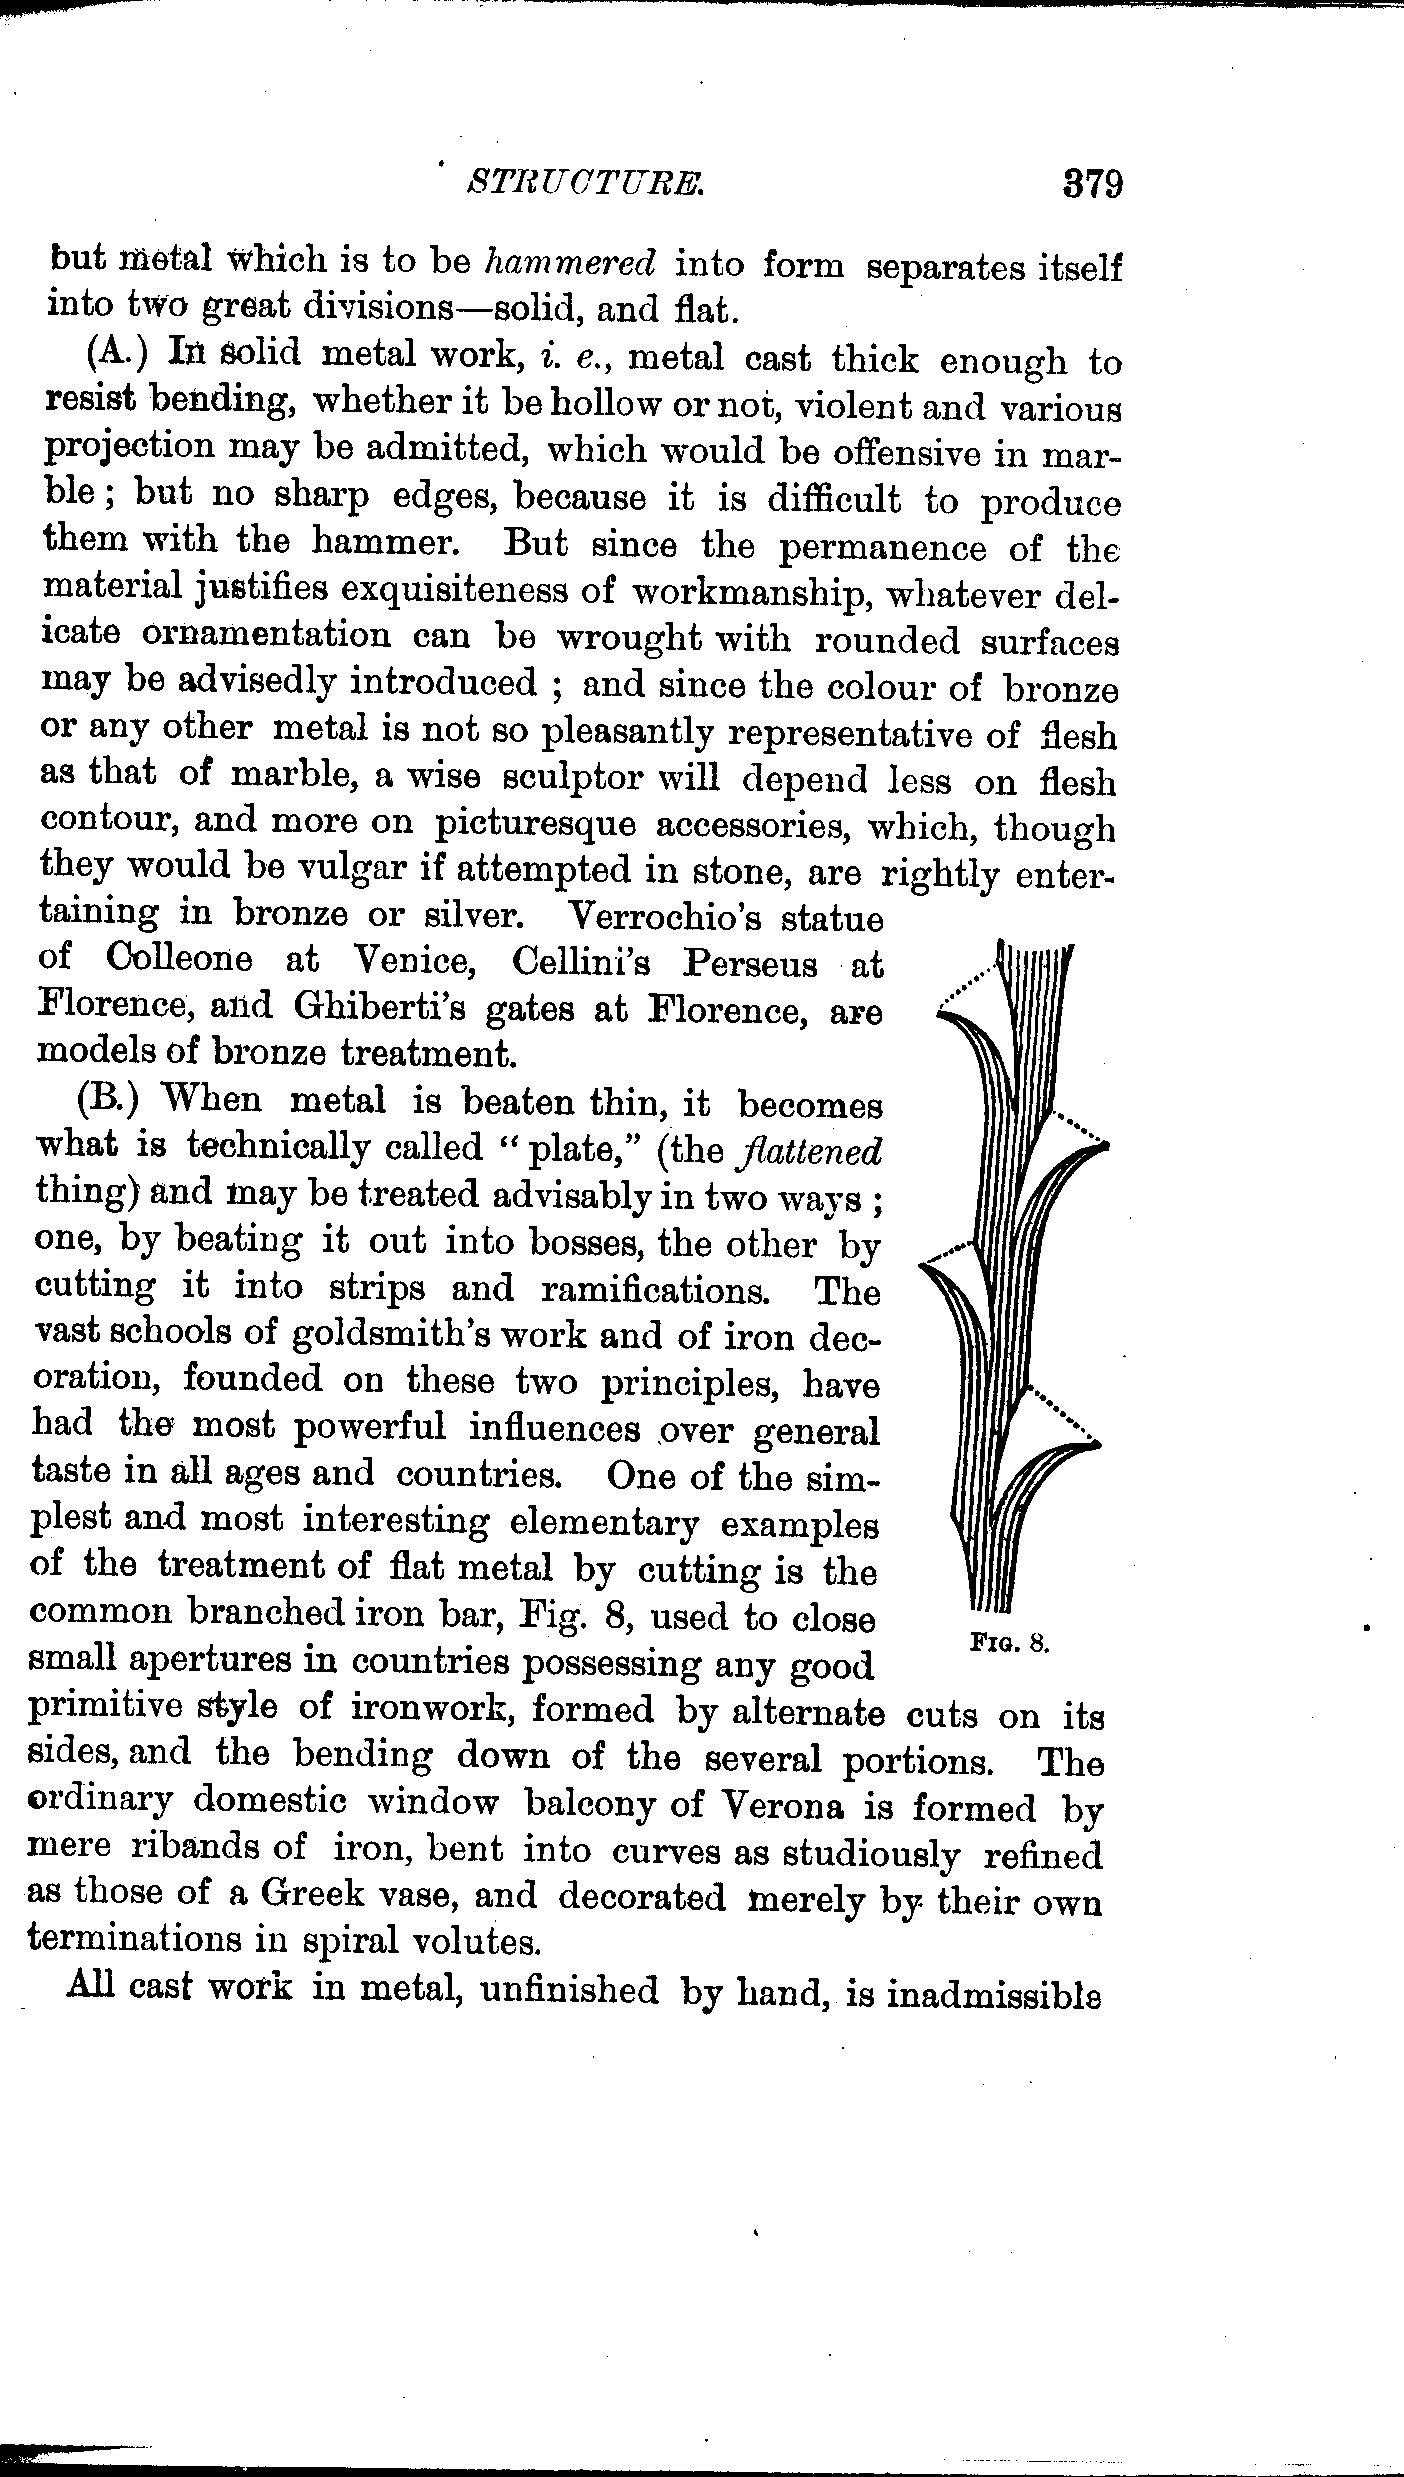 STRUCTURE. 379
but metal which is to be hammered into form separates itself
into two great divisions—solid, and flat.
(A.) In solid metal work, i. e., metal cast thick enough to
resist bending, whether it be hollow or not, violent and various
projection may be admitted, which would be offensive in mar-
ble ; but no sharp edges, because it is difficult to produce
them with the hammer. But since the permanence of the
material justifies exquisiteness of workmanship, whatever del-
icate ornamentation can be wrought with rounded surfaces
may be advisedly introduced ; and since the colour of bronze
or any other metal is not so pleasantly representative of flesh
as that of marble, a wise sculptor will depend less on flesh
contour, and more on picturesque accessories, which, though
they would be vulgar if attempted in stone, are rightly enter-
taining in bronze or silver. Verrochio's statue
of Colleone at Venice, Cellini's Perseus at
Florence, and Ghiberti's gates at Florence, are
models of bronze treatment.
(B.) When metal is beaten thin, it becomes
what is technically called “ plate,” (the flattened
thing) and may be treated advisably in two ways ;
one, by beating it out into bosses, the other by
cutting it into strips and ramifications. The
vast schools of goldsmith's work and of iron dec-
oration, founded on these two principles, have
had the most powerful influences over general
taste in all ages and countries. One of the sim-
plest and most interesting elementary examples
of the treatment of flat metal by cutting is the
common branched iron bar, Fig. 8, used to close
small apertures in countries possessing any good
primitive style of ironwork, formed by alternate cuts on its
sides, and the bending down of the several portions. The
ordinary domestic window balcony of Verona is formed by
mere ribands of iron, bent into curves as studiously refined
as those of a Greek vase, and decorated merely by their own
terminations in spiral volutes.
All cast work in metal, unfinished by hand, is inadmissible
FIG. 8.